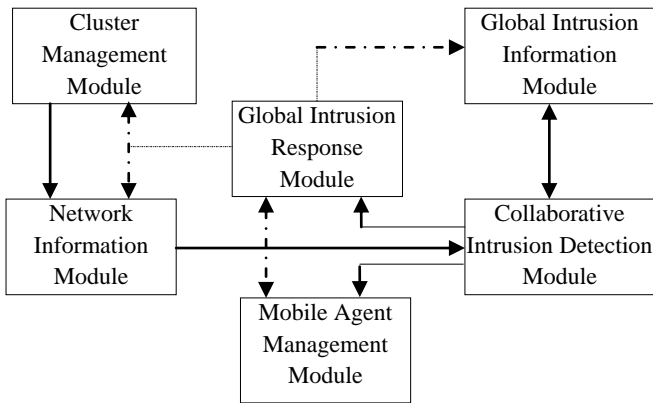 Cluster
Management
Module
Global Intrusion
Information
Module
Global Intrusion
Response
Module
Network
Information
Module
Collaborative
Intrusion Detection
Module
Mobile Agent
Management
Module